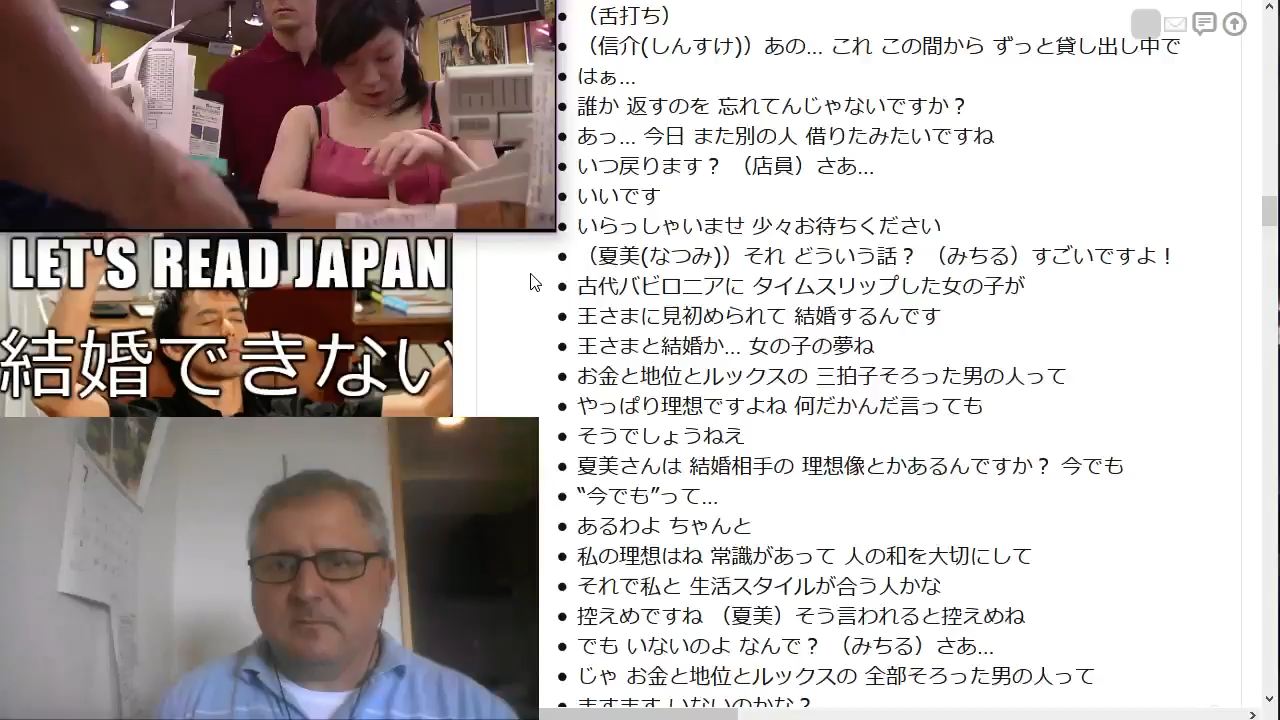 （舌打ち）
（信介(しんすけ)）あの… これ この間から ずっと貸し出し中で
はぁ…
誰か 返すのを 忘れてんじゃないですか？
あっ… 今日 また別の人 借りたみたいですね
いつ戻ります？ （店員）さあ…
いいです
いらっしゃいませ 少々お待ちください
（夏美(なつみ)）それ どういう話？ （みちる）すごいですよ！
古代バビロニアに タイムスリップした女の子が
王さまに見初められて 結婚するんです
王さまと結婚か… 女の子の夢ね
お金と地位とルックスの 三拍子そろった男の人って
やっぱり理想ですよね 何だかんだ言っても
そうでしょうねえ
夏美さんは 結婚相手の 理想像とかあるんですか？ 今でも
“今でも”って…
あるわよ ちゃんと
私の理想はね 常識があって 人の和を大切にして
それで私と 生活スタイルが合う人かな
控えめですね （夏美）そう言われると控えめね
でも いないのよ なんで？ （みちる）さあ…
じゃ お金と地位とルックスの 全部そろった男の人って
ますます いないのかな？
LET'S READ JAPAN
結婚できない